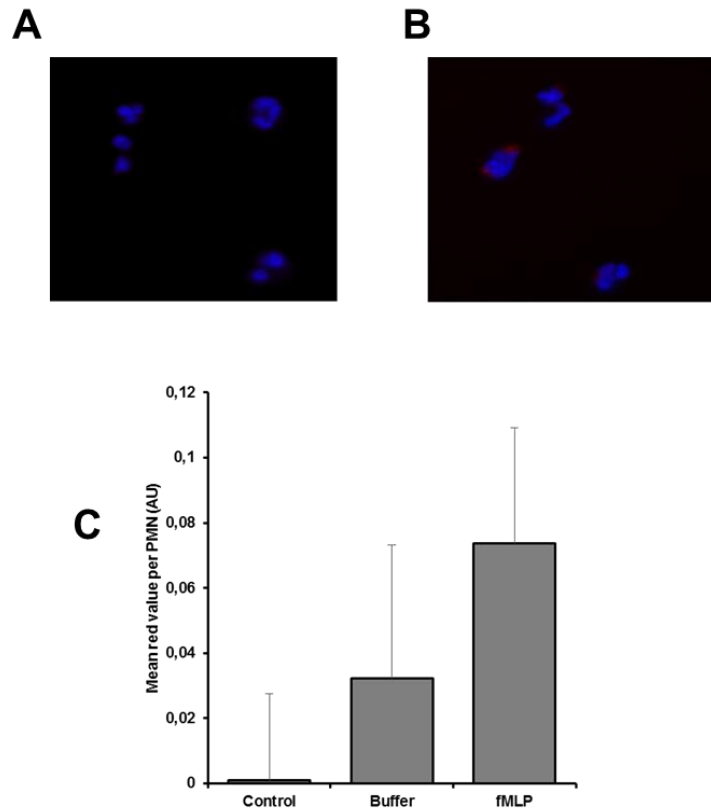 A
B
C
Mean red value per PMN (AU)
0,12
0,1
0,08
0,06
0,04
0,02
0
Control
Buffer
fMLP